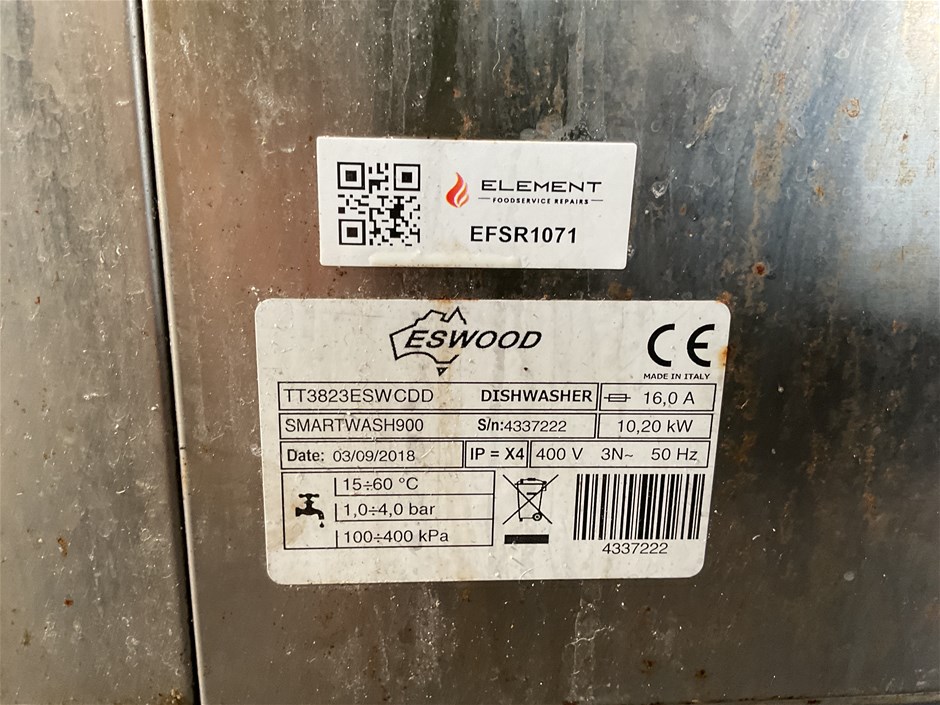 ELEMENT
FOODSERVICE REPAIRS
EFSR1071
ESWOOD
CE
MADE IN ITALY
TT3823ESWCDD DISHWASHER 16,0 A
SMARTWASH900 S/n:4337222 10,20 kW
Date: 03/09/2018 IP = X4 400 V 3N~ 50 Hz
15÷60 °C
1,0÷4,0 bar
100÷400 kPa
4337222